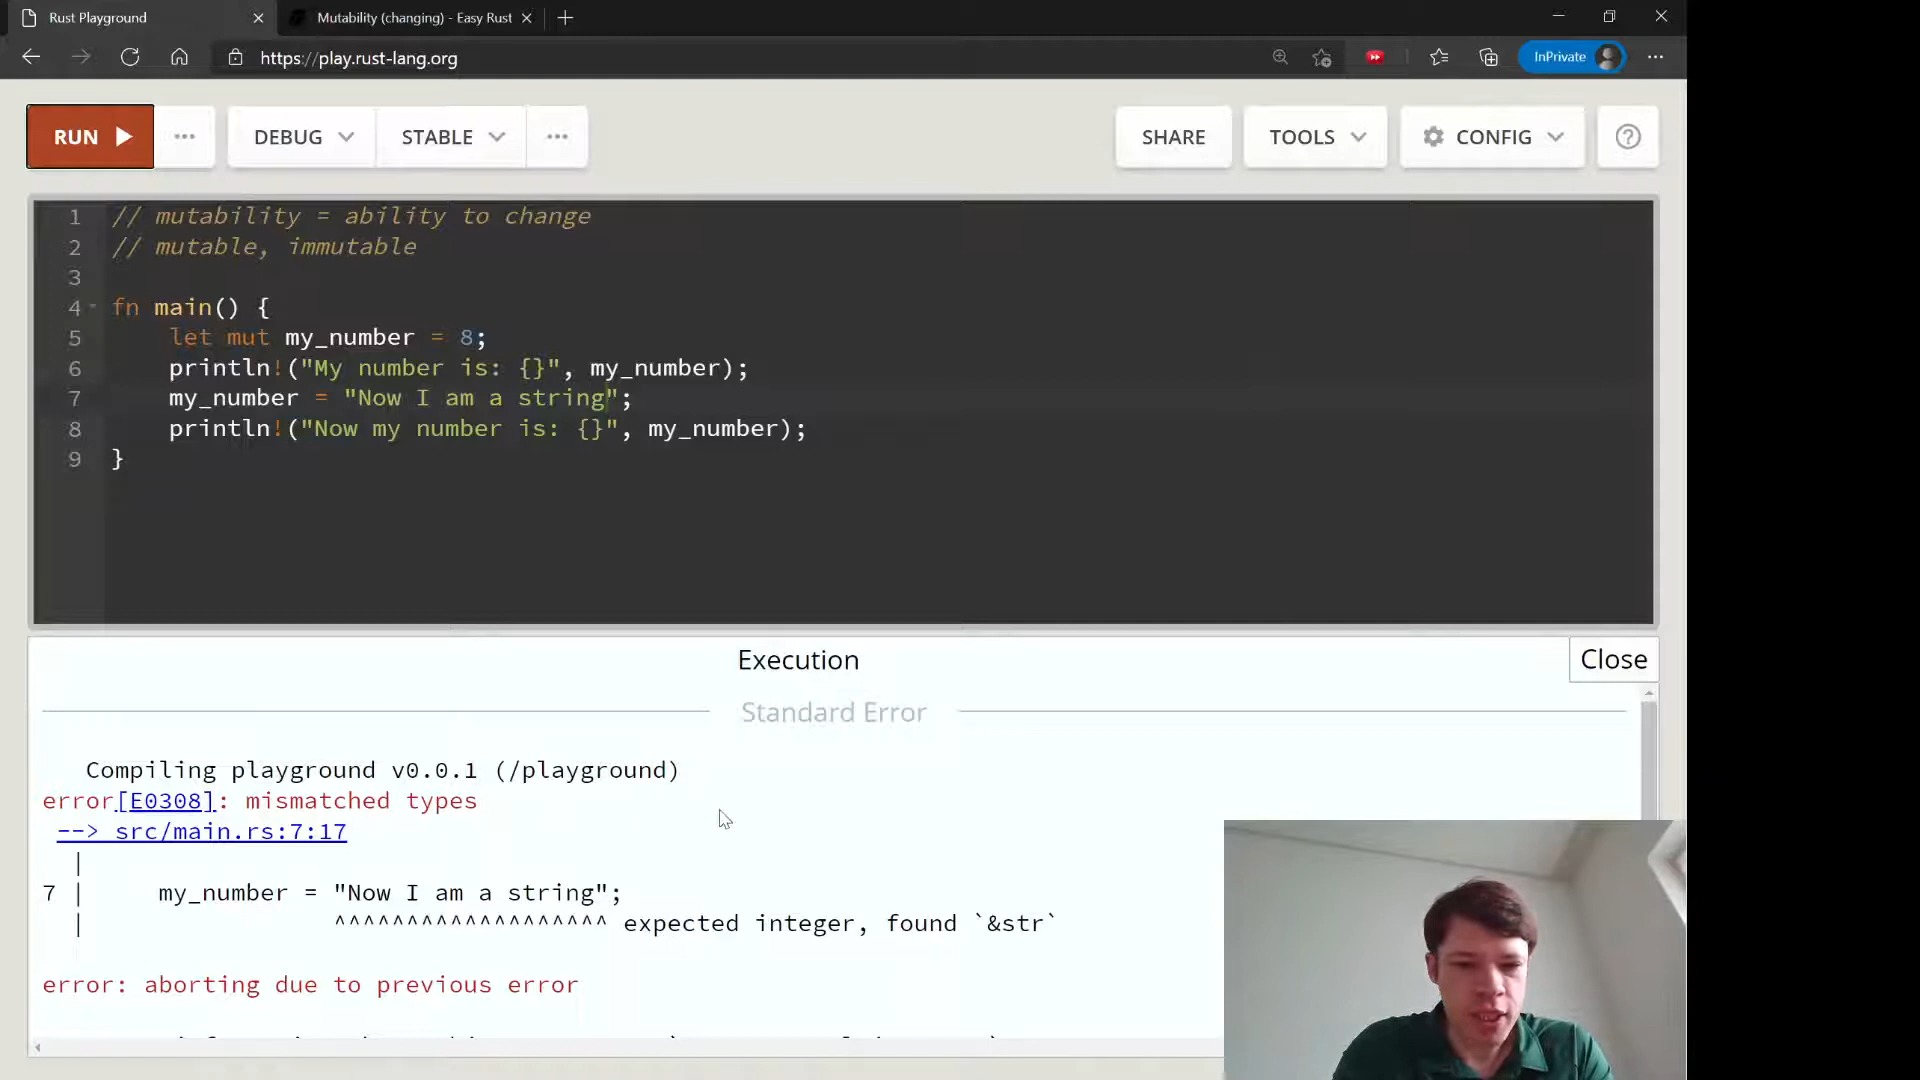 Rust Playground
Mutability (changing) - Easy Rust
https://play.rust-lang.org
InPrivate
RUN
DEBUG
STABLE
SHARE
TOOLS
CONFIG
1 // mutability = ability to change
2 // mutable, immutable
3
4 fn main() {
5 let mut my_number = 8;
6 println!("My number is: {}", my_number);
7 my_number = "Now I am a string";
8 println!("Now my number is: {}", my_number);
9 }
Execution
Close
Standard Error
Compiling playground v0.0.1 (/playground)
error[E0308]: mismatched types
--> src/main.rs:7:17
|
7 | my_number = "Now I am a string";
| ^^^^^^^^^^^^^^^^^^^ expected integer, found `&str`
error: aborting due to previous error